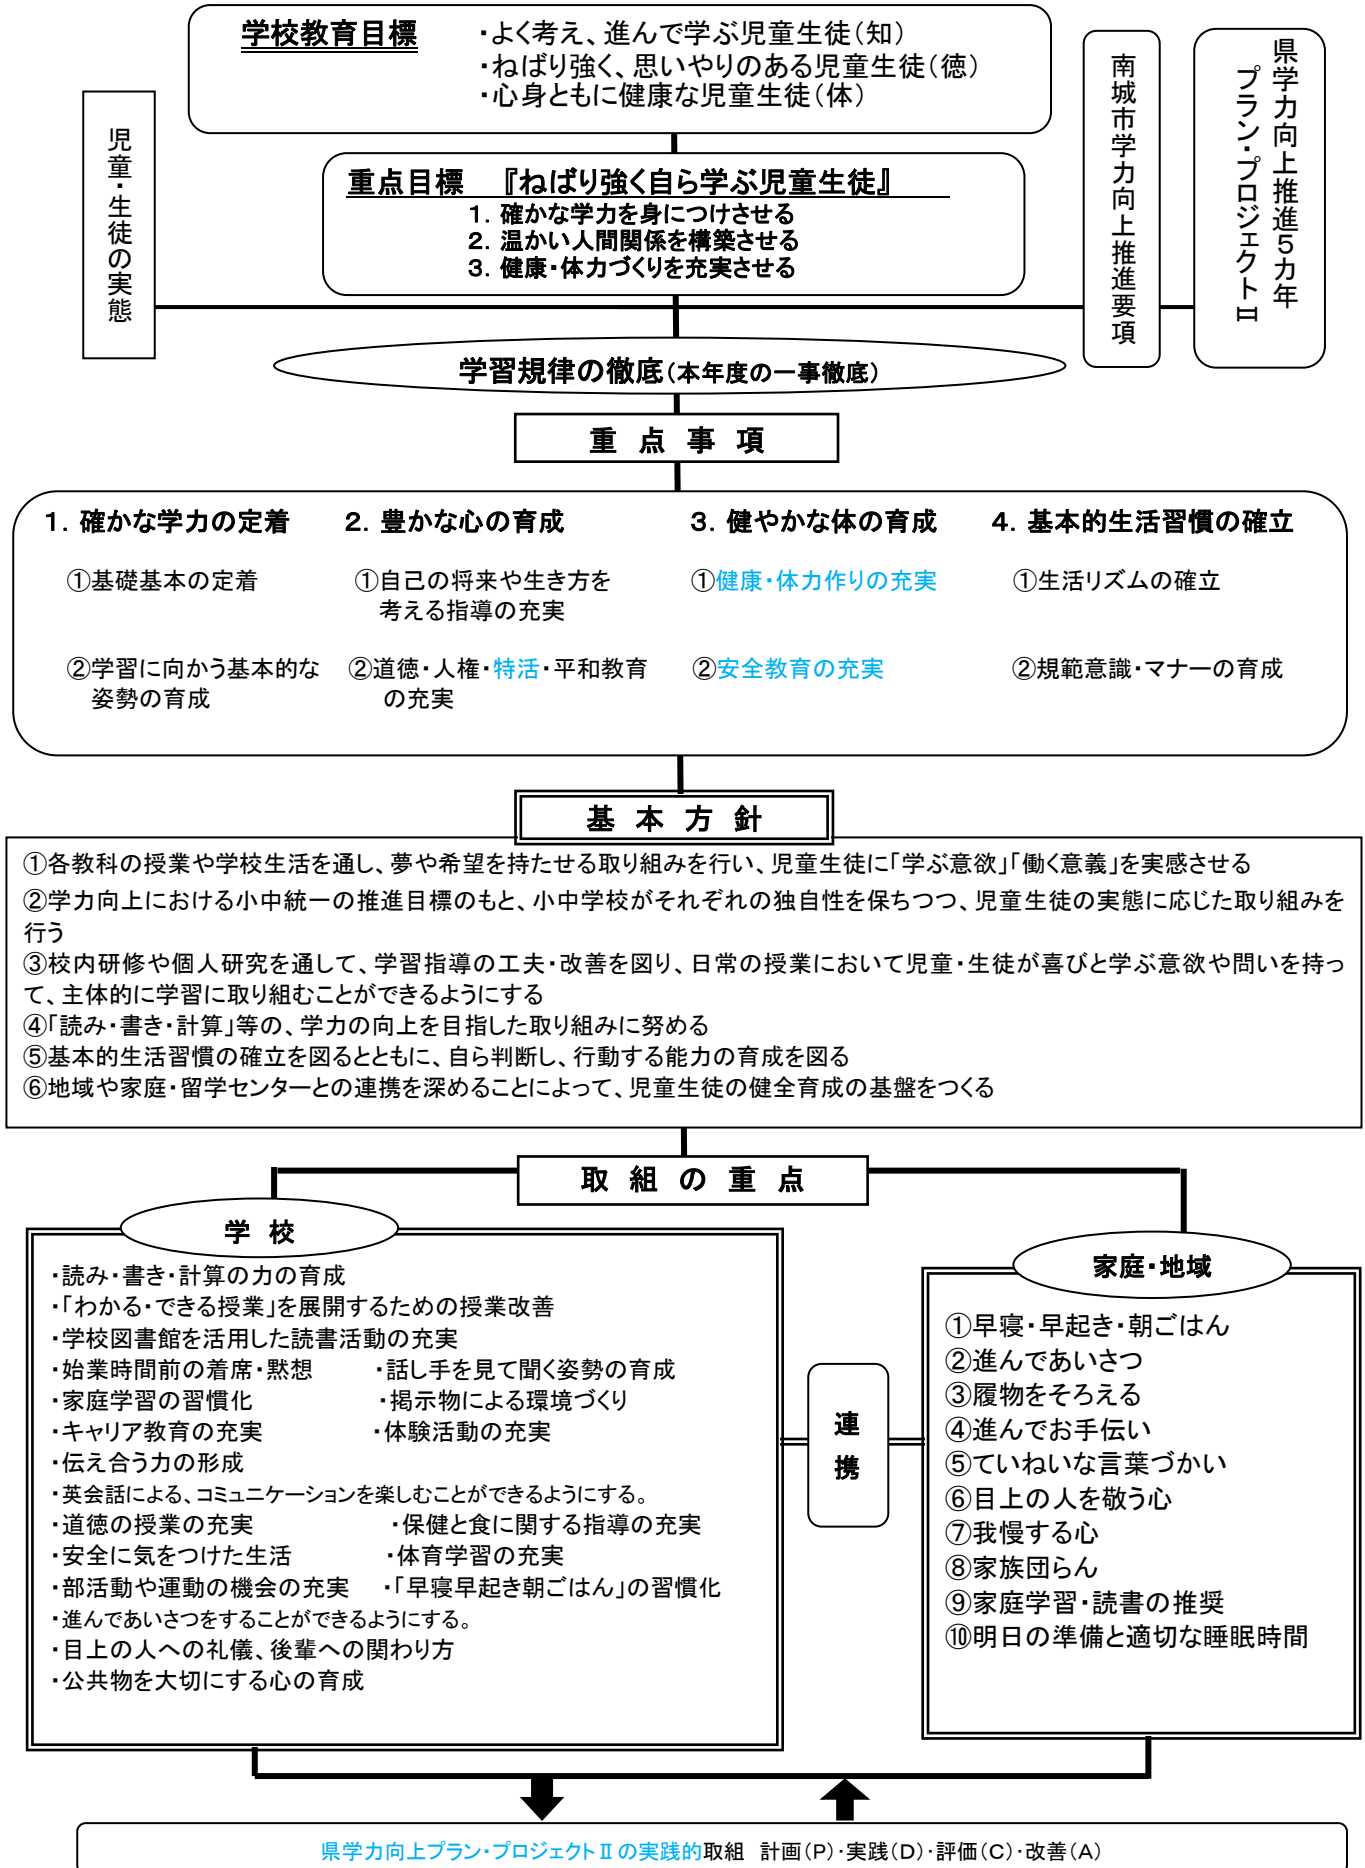 学校教育目標
・よく考え、進んで学ぶ児童生徒（知）
・ねばり強く、思いやりのある児童生徒（徳）
・心身ともに健康な児童生徒（体）
児童・生徒の実態
南城市学力向上推進要項
県学力向上推進５カ年
プラン・プロジェクトⅡ
重点目標　『ねばり強く自ら学ぶ児童生徒』
１．確かな学力を身につけさせる
２．温かい人間関係を構築させる
３．健康・体力づくりを充実させる
学習規律の徹底（本年度の一事徹底）
重 点 事 項
１．確かな学力の定着
①基礎基本の定着
②学習に向かう基本的な
姿勢の育成
２．豊かな心の育成
①自己の将来や生き方を
考える指導の充実
②道徳・人権・特活・平和教育
の充実
３．健やかな体の育成
①健康・体力作りの充実
②安全教育の充実
４．基本的生活習慣の確立
①生活リズムの確立
②規範意識・マナーの育成
基 本 方 針
①各教科の授業や学校生活を通し、夢や希望を持たせる取り組みを行い、児童生徒に「学ぶ意欲」「働く意義」を実感させる
②学力向上における小中統一の推進目標のもと、小中学校がそれぞれの独自性を保ちつつ、児童生徒の実態に応じた取り組みを
行う
③校内研修や個人研究を通して、学習指導の工夫・改善を図り、日常の授業において児童・生徒が喜びと学ぶ意欲や問いを持っ
て、主体的に学習に取り組むことができるようにする
④「読み・書き・計算」等の、学力の向上を目指した取り組みに努める
⑤基本的生活習慣の確立を図るとともに、自ら判断し、行動する能力の育成を図る
⑥地域や家庭・留学センターとの連携を深めることによって、児童生徒の健全育成の基盤をつくる
取 組 の 重 点
学 校
・読み・書き・計算の力の育成
・「わかる・できる授業」を展開するための授業改善
・学校図書館を活用した読書活動の充実
・始業時間前の着席・黙想　・話し手を見て聞く姿勢の育成
・家庭学習の習慣化　・掲示物による環境づくり
・キャリア教育の充実　・体験活動の充実
・伝え合う力の形成
・英会話による、コミュニケーションを楽しむことができるようにする。
・道徳の授業の充実　・保健と食に関する指導の充実
・安全に気をつけた生活　・体育学習の充実
・部活動や運動の機会の充実　・「早寝早起き朝ごはん」の習慣化
・進んであいさつをすることができるようにする。
・目上の人への礼儀、後輩への関わり方
・公共物を大切にする心の育成
連
携
家庭・地域
①早寝・早起き・朝ごはん
②進んであいさつ
③履物をそろえる
④進んでお手伝い
⑤ていねいな言葉づかい
⑥目上の人を敬う心
⑦我慢する心
⑧家族団らん
⑨家庭学習・読書の推奨
⑩明日の準備と適切な睡眠時間
県学力向上プラン・プロジェクトⅡの実践的取組　計画（P）・実践（D）・評価（C）・改善（A）